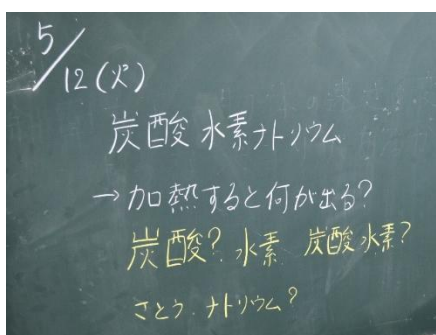 5/12(火)
炭酸水素ナトリウム
→加熱すると何が出る?
炭酸? 水素 炭酸水素?
さとう ナトリウム?